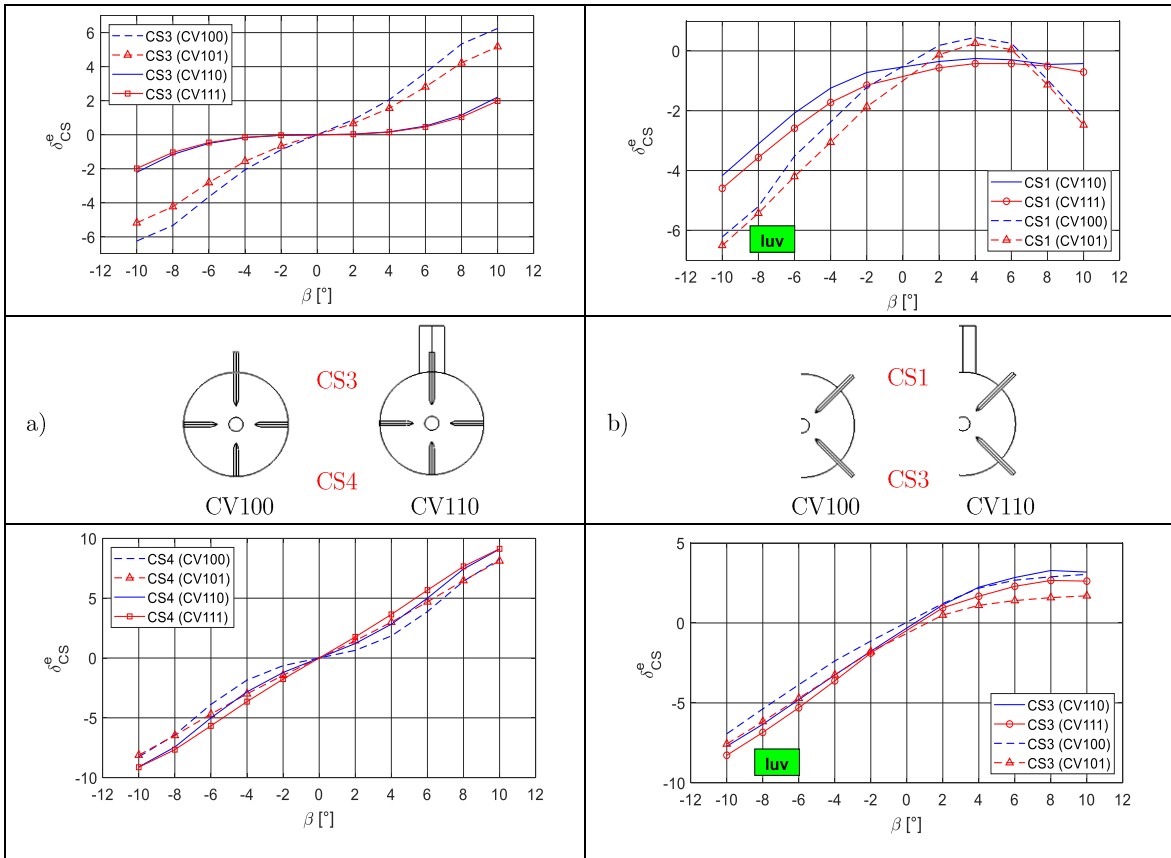 6
4
2
0
-2
-4
-6
δ^e_CS
CS3 (CV100)
CS3 (CV101)
CS3 (CV110)
CS3 (CV111)
-12 -10 -8 -6 -4 -2 0 2 4 6 8 10 12
β [°]
0
-2
-4
-6
δ^e_CS
CS1 (CV110)
CS1 (CV111)
CS1 (CV100)
CS1 (CV101)
luv
-12 -10 -8 -6 -4 -2 0 2 4 6 8 10 12
β [°]
a)
CS3
CS4
CV100 CV110
b)
CS1
CS3
CV100 CV110
10
5
0
-5
-10
δ^e_CS
CS4 (CV100)
CS4 (CV101)
CS4 (CV110)
CS4 (CV111)
-12 -10 -8 -6 -4 -2 0 2 4 6 8 10 12
β [°]
5
0
-5
-10
δ^e_CS
CS3 (CV110)
CS3 (CV111)
CS3 (CV100)
CS3 (CV101)
luv
-12 -10 -8 -6 -4 -2 0 2 4 6 8 10 12
β [°]